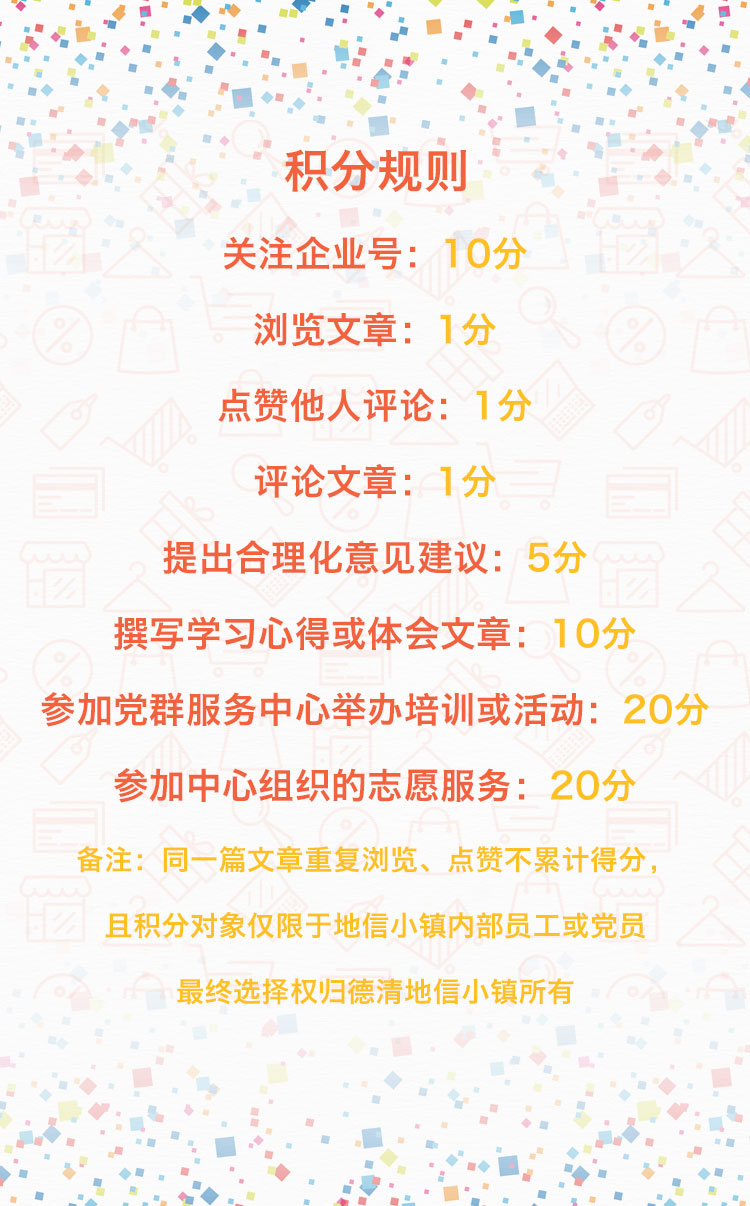 积分规则
关注企业号：10分
浏览文章：1分
点赞他人评论：1分
评论文章：1分
提出合理化意见建议：5分
撰写学习心得或体会文章：10分
参加党群服务中心举办培训或活动：20分
参加中心组织的志愿服务：20分
备注：同一篇文章重复浏览、点赞不累计得分，
且积分对象仅限于地信小镇内部员工或党员
最终选择权归德清地信小镇所有